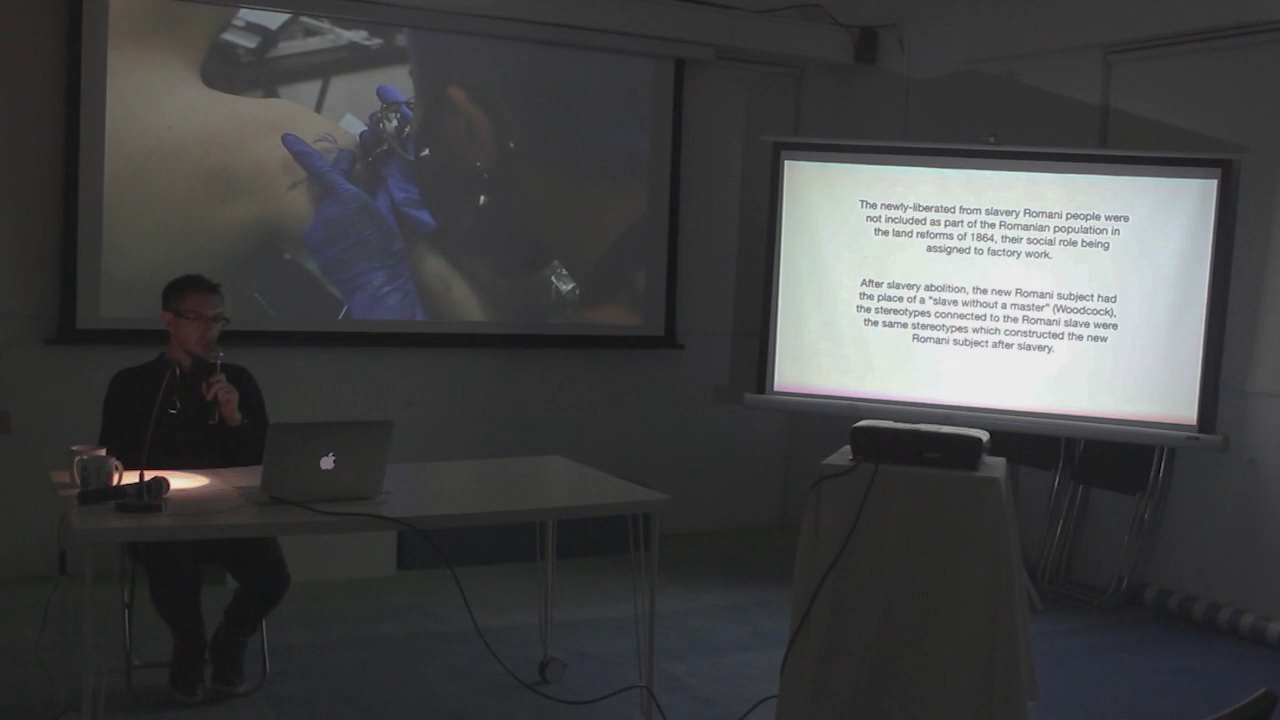 The newly-liberated from slavery Romani people were
not included as part of the Romanian population in
the land reforms of 1864, their social role being
assigned to factory work.
After slavery abolition, the new Romani subject had
the place of a "slave without a master" (Woodcock),
the stereotypes connected to the Romani slave were
the same stereotypes which constructed the new
Romani subject after slavery.